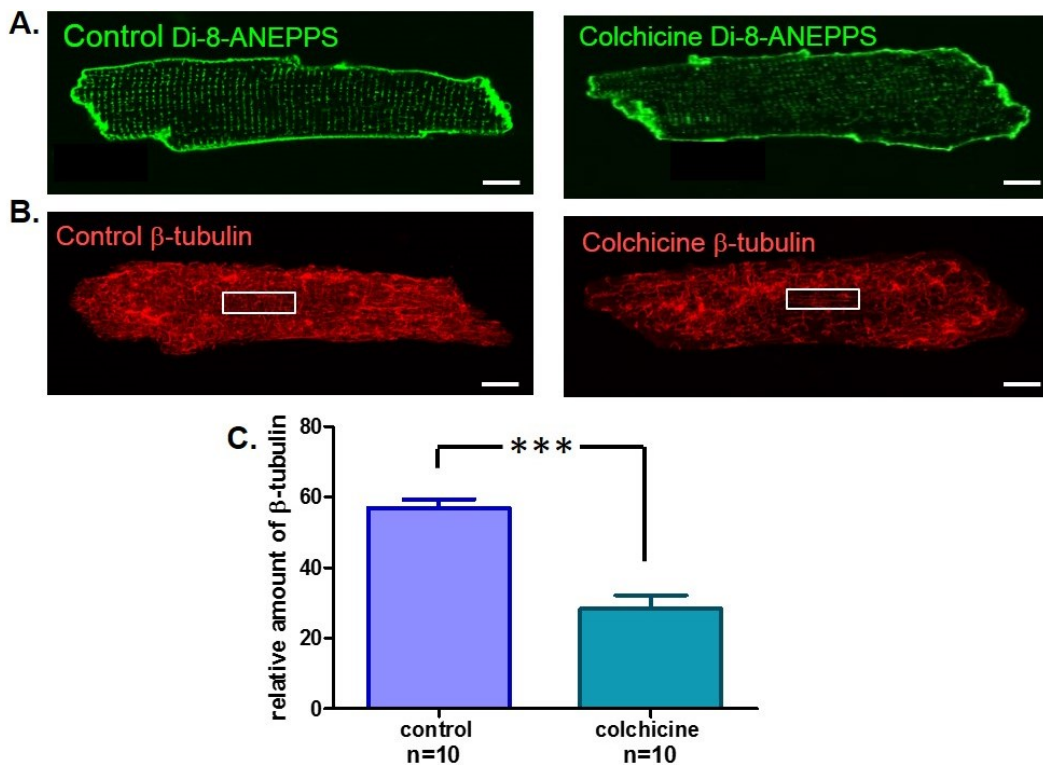 A.
Control Di-8-ANEPPS
Colchicine Di-8-ANEPPS
B.
Control β-tubulin
Colchicine β-tubulin
C.
relative amount of β-tubulin
80
60
40
20
0
***
control
n=10
colchicine
n=10